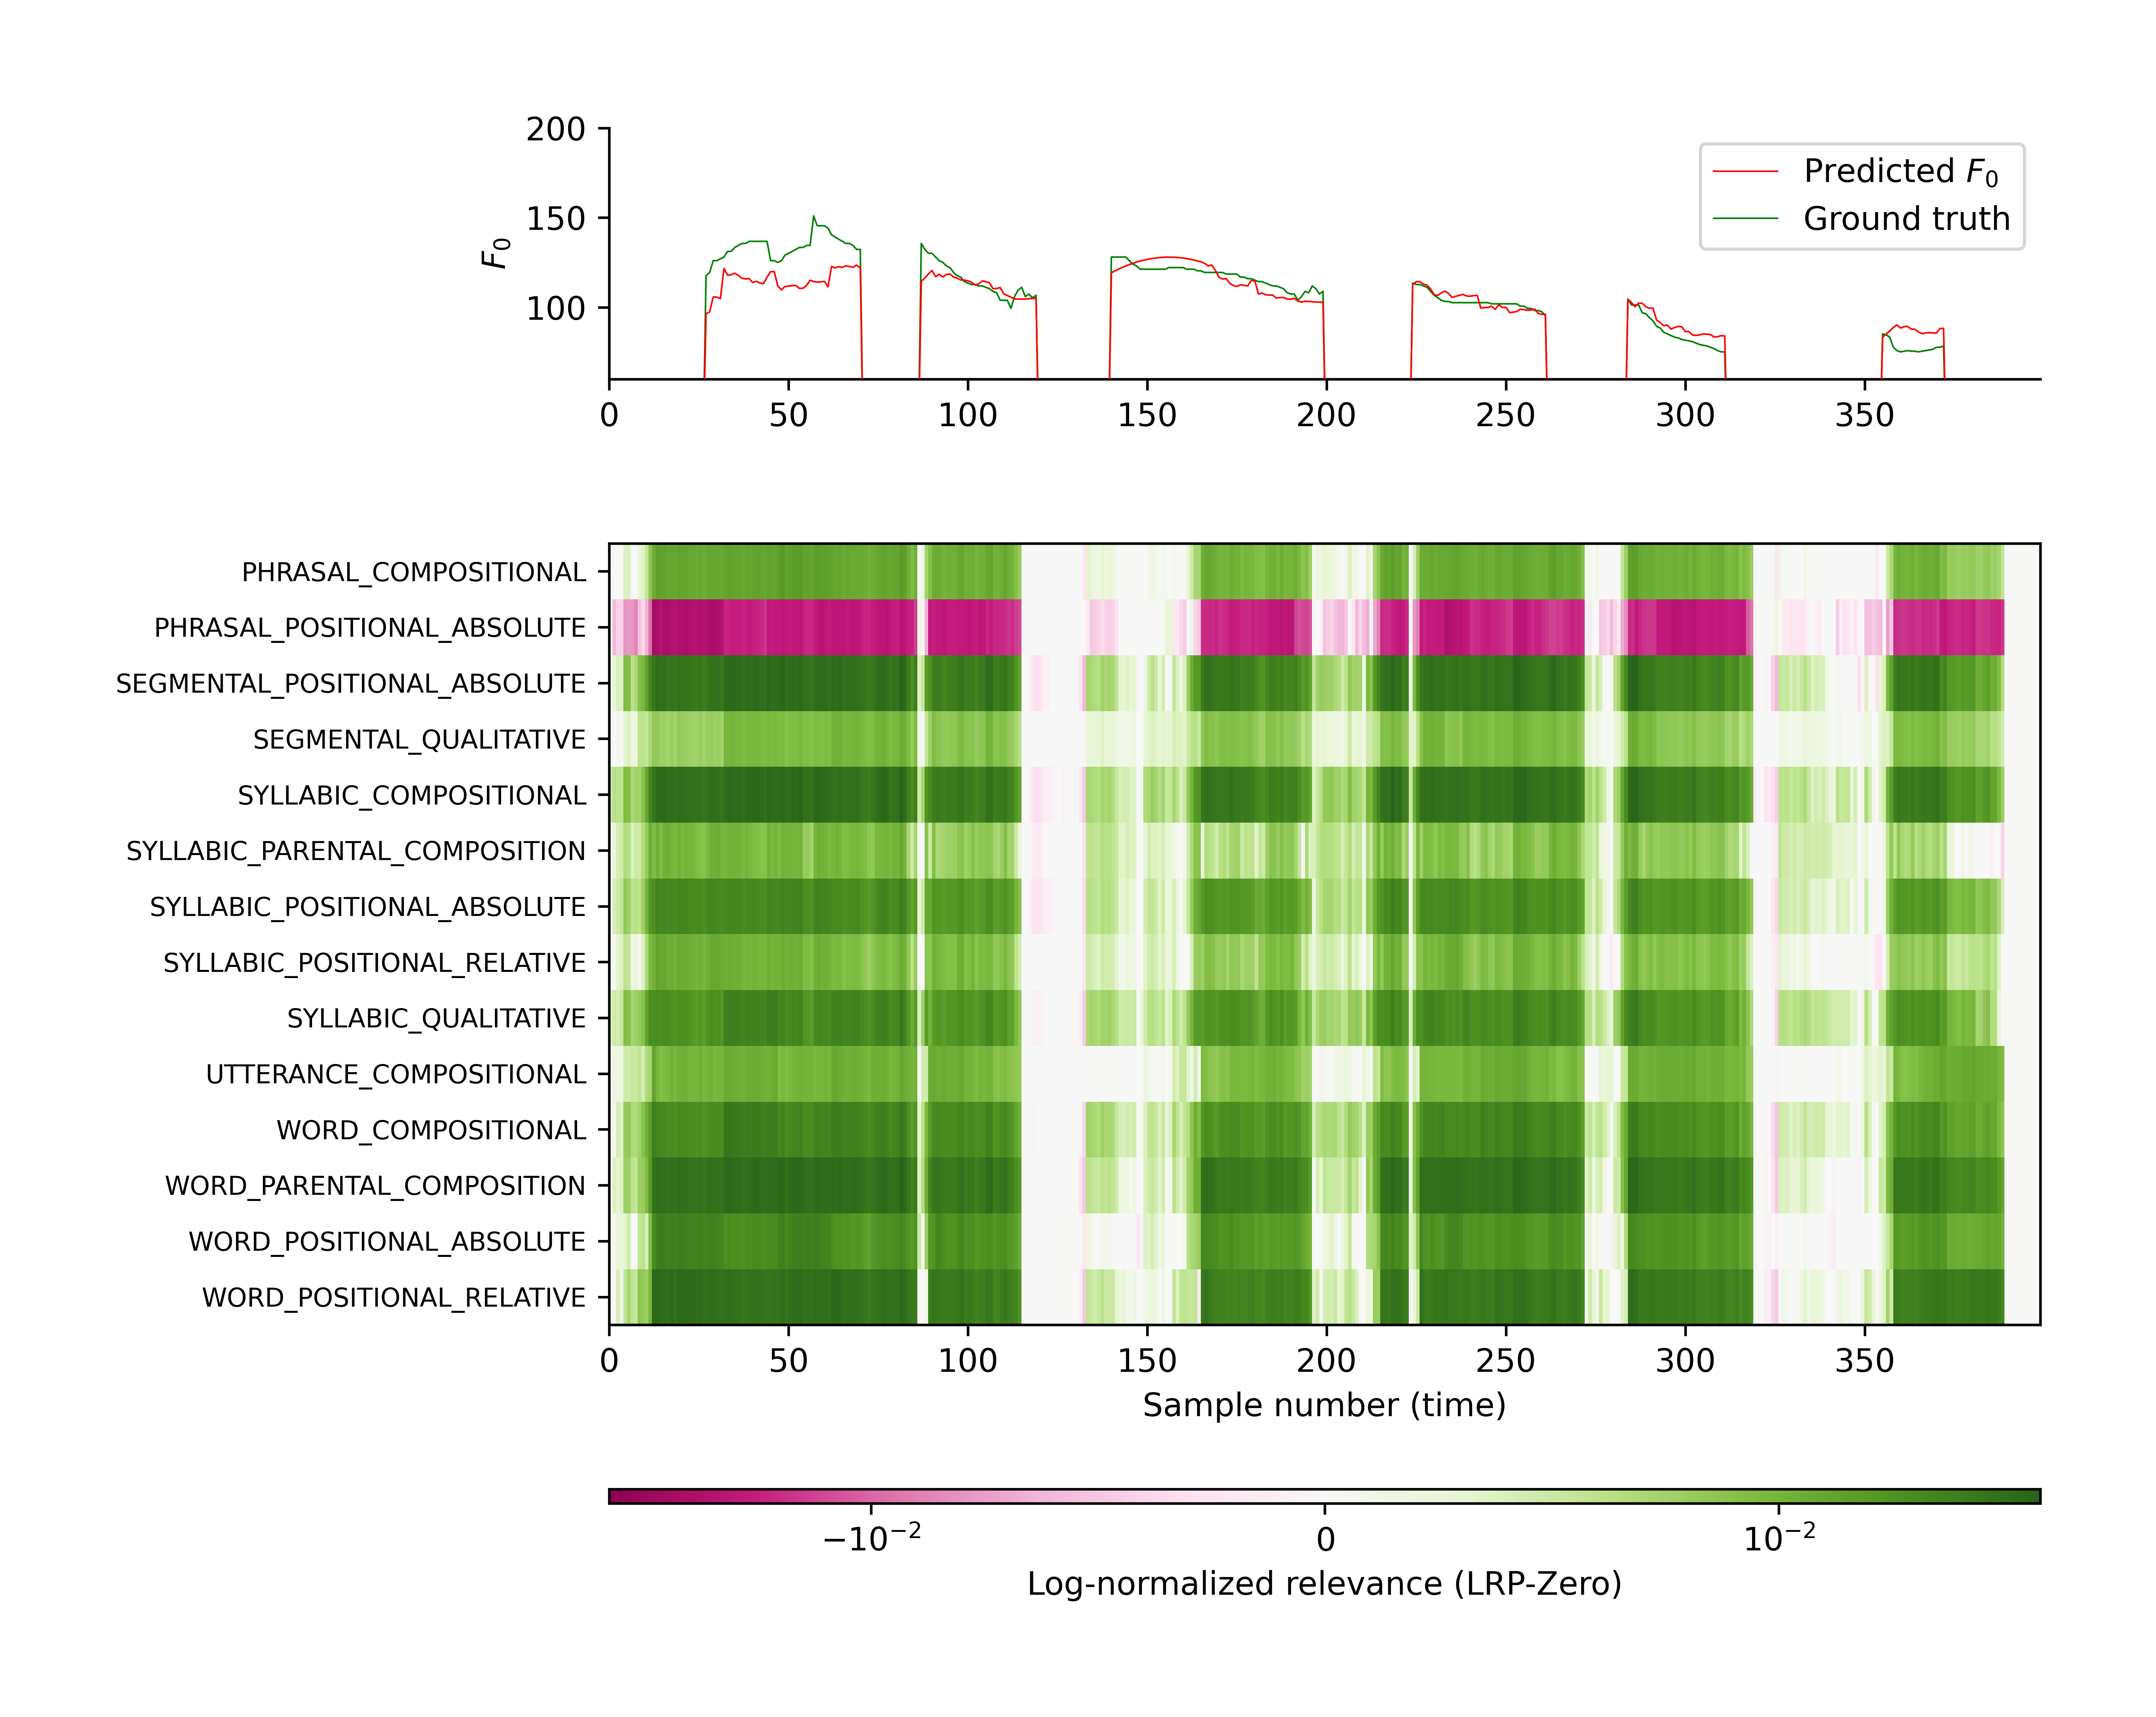 200
150
100
F0
Predicted F0
Ground truth
0 50 100 150 200 250 300 350
PHRASAL_COMPOSITIONAL
PHRASAL_POSITIONAL_ABSOLUTE
SEGMENTAL_POSITIONAL_ABSOLUTE
SEGMENTAL_QUALITATIVE
SYLLABIC_COMPOSITIONAL
SYLLABIC_PARENTAL_COMPOSITION
SYLLABIC_POSITIONAL_ABSOLUTE
SYLLABIC_POSITIONAL_RELATIVE
SYLLABIC_QUALITATIVE
UTTERANCE_COMPOSITIONAL
WORD_COMPOSITIONAL
WORD_PARENTAL_COMPOSITION
WORD_POSITIONAL_ABSOLUTE
WORD_POSITIONAL_RELATIVE
0 50 100 150 200 250 300 350
Sample number (time)
−10⁻² 0 10⁻²
Log-normalized relevance (LRP-Zero)